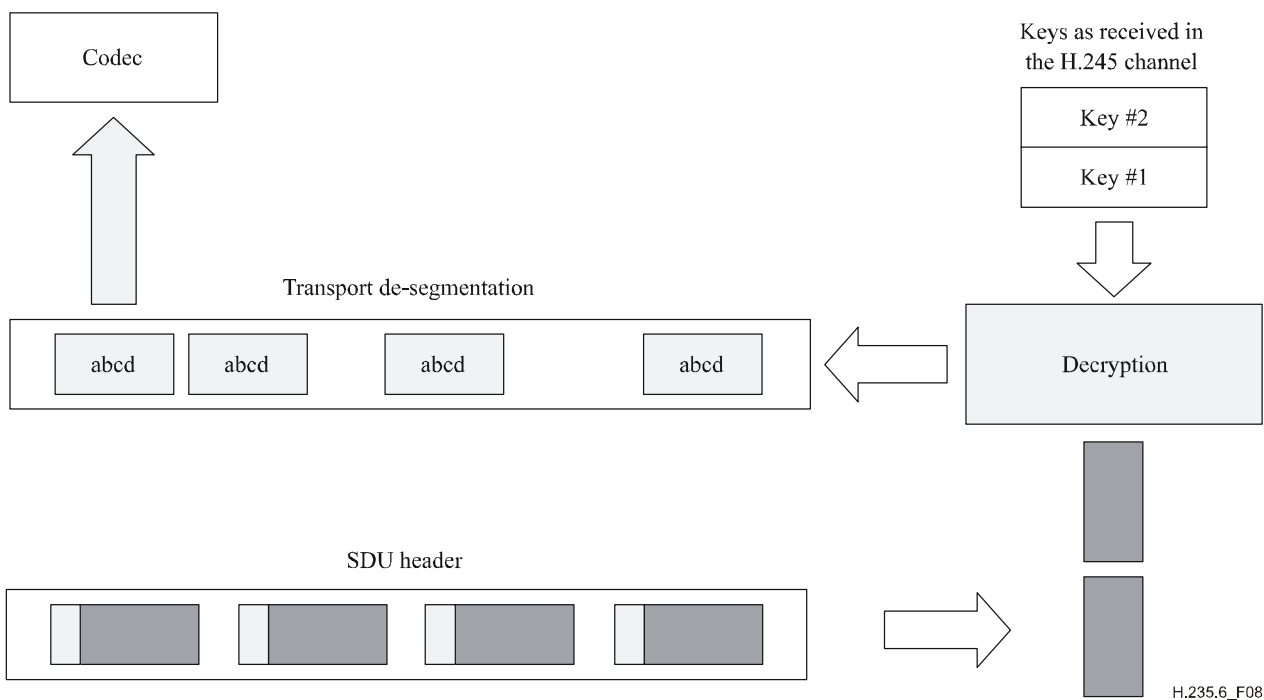 Codec
Keys as received in
the H.245 channel
Key #2
Key #1
Transport de-segmentation
abcd
abcd
abcd
abcd
Decryption
SDU header
H.235.6_F08